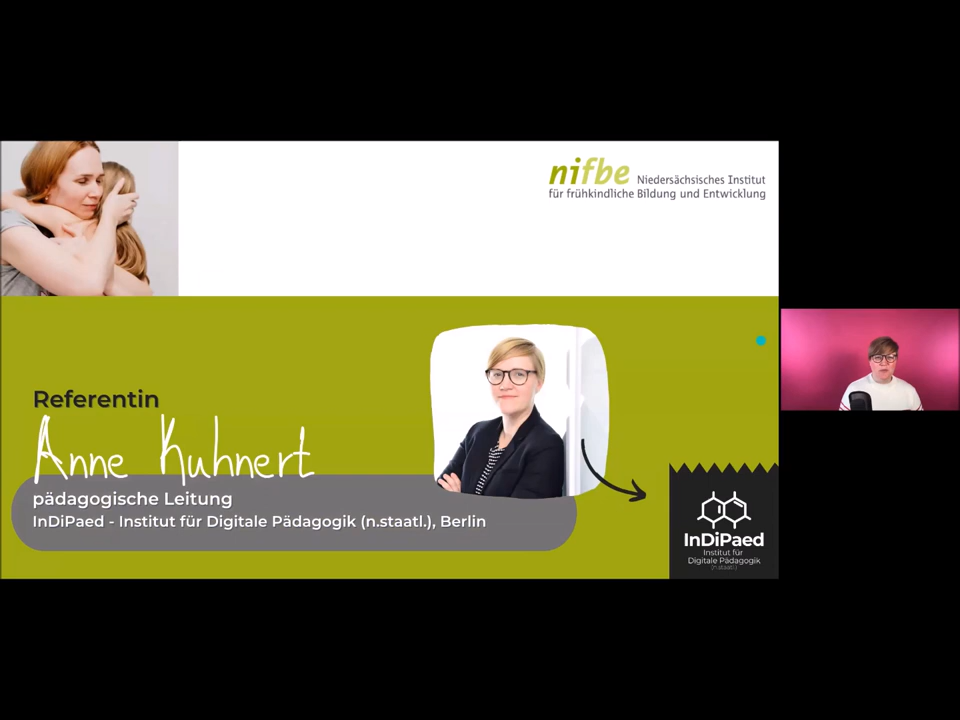 nifbe Niedersächsisches Institut
für frühkindliche Bildung und Entwicklung
Referentin
Anne Kuhnert
pädagogische Leitung
InDiPaed - Institut für Digitale Pädagogik (n.staatl.), Berlin
InDiPaed
Institut für
Digitale Pädagogik
(n.staatl.)